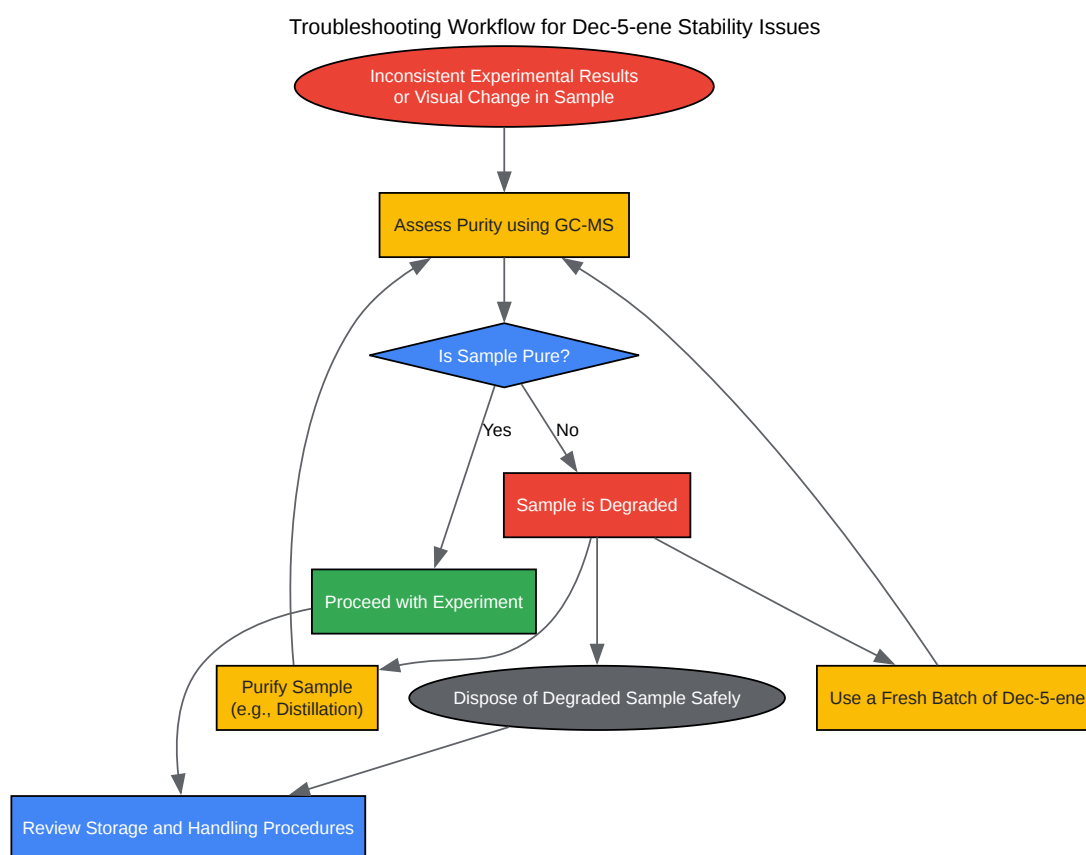 Troubleshooting Workflow for Dec-5-ene Stability Issues
Inconsistent Experimental Results
or Visual Change in Sample
Assess Purity using GC-MS
Is Sample Pure?
Yes
No
Sample is Degraded
Proceed with Experiment
Purify Sample
(e.g., Distillation)
Dispose of Degraded Sample Safely
Use a Fresh Batch of Dec-5-ene
Review Storage and Handling Procedures